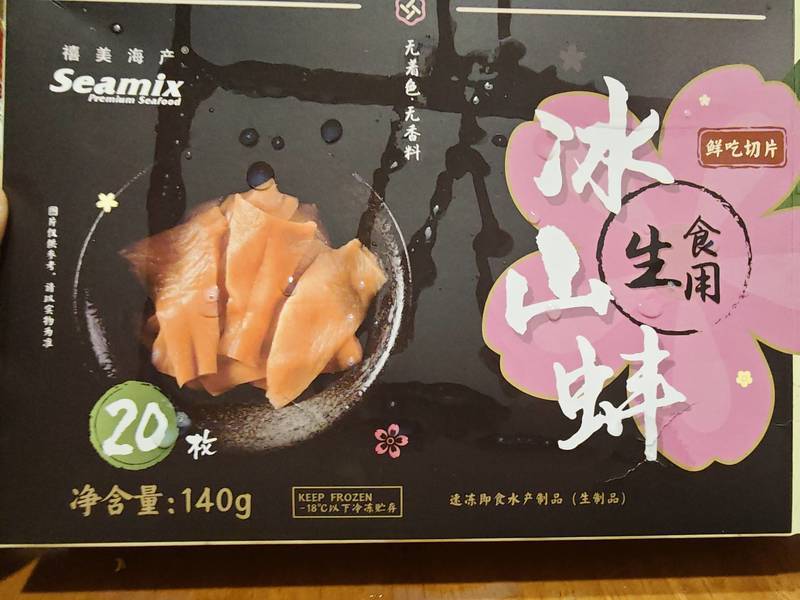 禧美海产®
Seamix
Premium Seafood
无着色·无香料
冰山蚌
鲜吃切片
生食用
图片仅供参考，请以实物为准
20枚
净含量:140g
KEEP FROZEN
-18℃以下冷冻贮存
速冻即食水产制品（生制品）